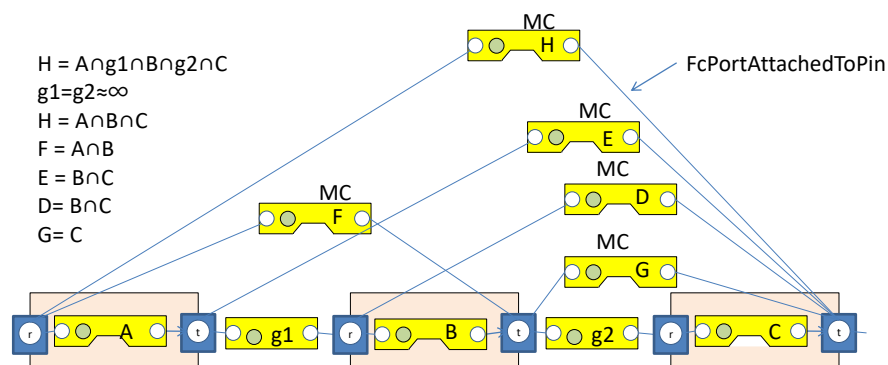 MC
H
H = A∩g1∩B∩g2∩C
g1=g2≈∞
H = A∩B∩C
F = A∩B
E = B∩C
D= B∩C
G= C
FcPortAttachedToPin
MC
E
MC
D
MC
F
MC
G
r
A
t
g1
r
B
t
g2
r
C
t